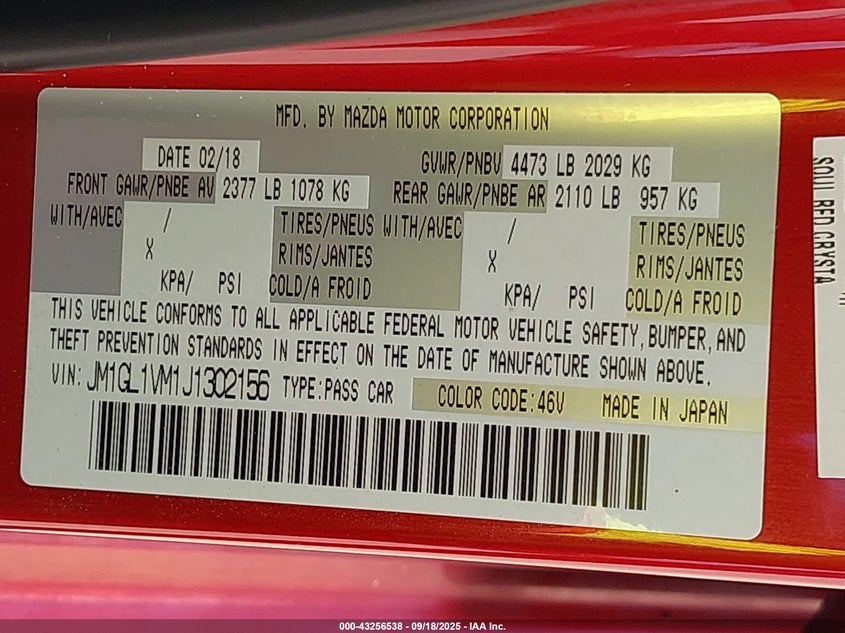 MFD. BY MAZDA MOTOR CORPORATION
DATE 02/18 GVWR/PNBV 4473 LB 2029 KG
FRONT GAWR/PNBE AV 2377 LB 1078 KG REAR GAWR/PNBE AR 2110 LB 957 KG
WITH/AVEC / TIRES/PNEUS WITH/AVEC / TIRES/PNEUS
X RIMS/JANTES X RIMS/JANTES
KPA/ PSI COLD/A FROID KPA/ PSI COLD/A FROID
THIS VEHICLE CONFORMS TO ALL APPLICABLE FEDERAL MOTOR VEHICLE SAFETY,BUMPER,AND
THEFT PREVENTION STANDARDS IN EFFECT ON THE DATE OF MANUFACTURE SHOWN ABOVE.
VIN: JM1GL1VM1J1302156 TYPE:PASS CAR COLOR CODE:46V MADE IN JAPAN
SOUL RED CRYSTA
000-43256538 - 09/18/2025 - IAA Inc.